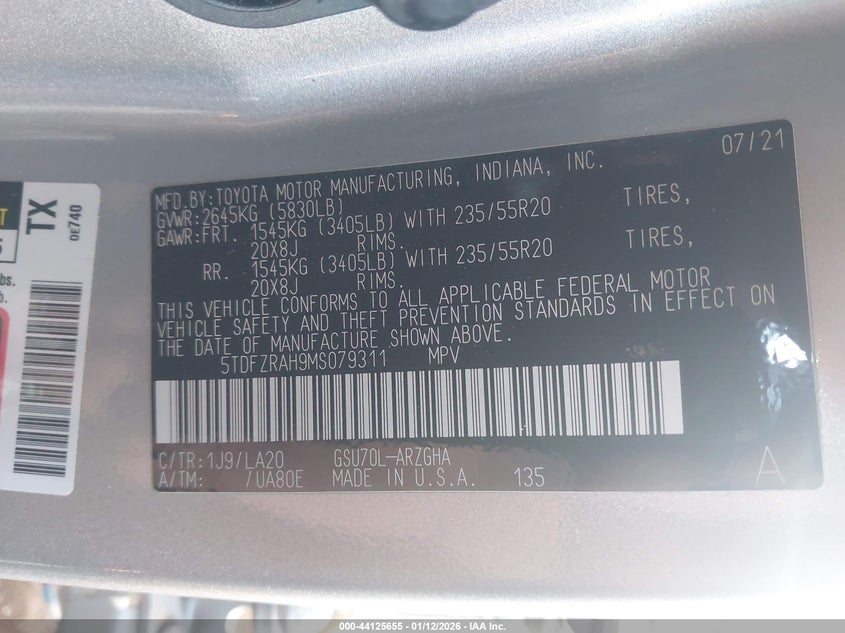 07/21
MFD.BY:TOYOTA MOTOR MANUFACTURING, INDIANA, INC.
GVWR:2645KG (5830LB)
GAWR:FRT. 1545KG (3405LB) WITH 235/55R20 TIRES,
20X8J RIMS.
RR. 1545KG (3405LB) WITH 235/55R20 TIRES,
20X8J RIMS.
THIS VEHICLE CONFORMS TO ALL APPLICABLE FEDERAL MOTOR
VEHICLE SAFETY AND THEFT PREVENTION STANDARDS IN EFFECT ON
THE DATE OF MANUFACTURE SHOWN ABOVE.
5TDFZRAH9MS079311 MPV
C/TR:1J9/LA20 GSU70L-ARZGHA
A/TM: /UA80E MADE IN U.S.A. 135 A
TX
0E740
lbs.
b.
000-44125655 - 01/12/2026 - IAA Inc.